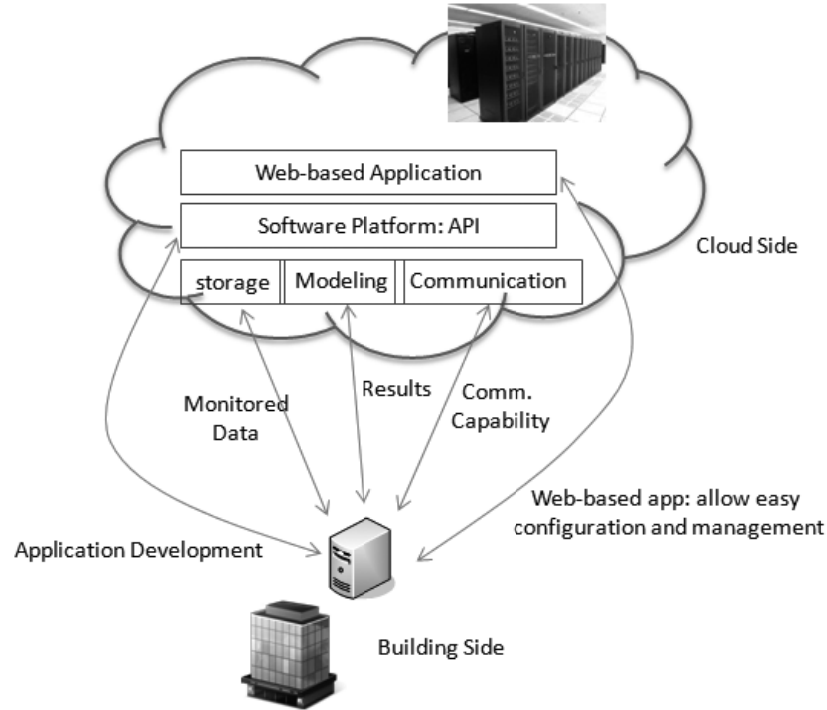 Web-based Application
Software Platform: API
Cloud Side
storage
Modeling
Communication
Monitored
Data
Results
Comm.
Capability
Web-based app: allow easy
configuration and management
Application Development
Building Side